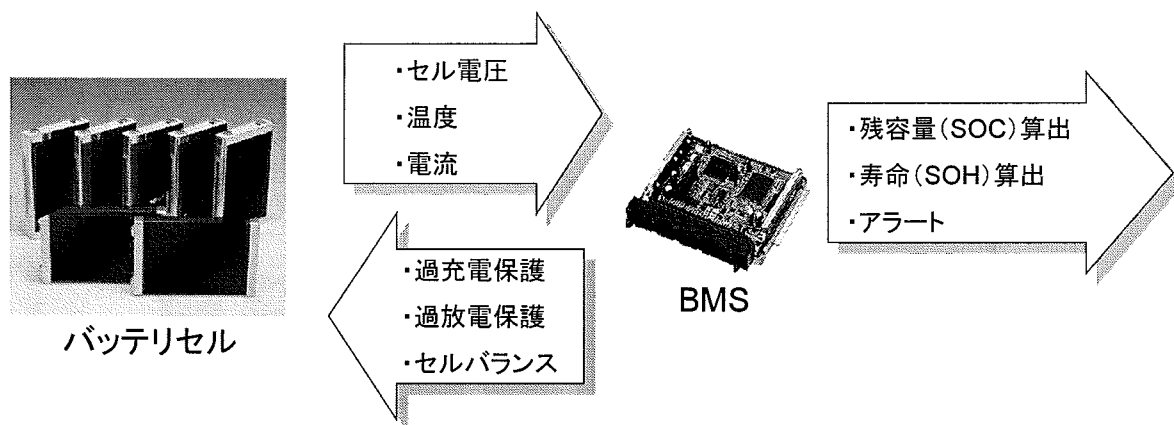 ・セル電圧
・温度
・電流
・残容量(SOC)算出
・寿命(SOH)算出
・アラート
・過充電保護
・過放電保護
・セルバランス
バッテリセル
BMS